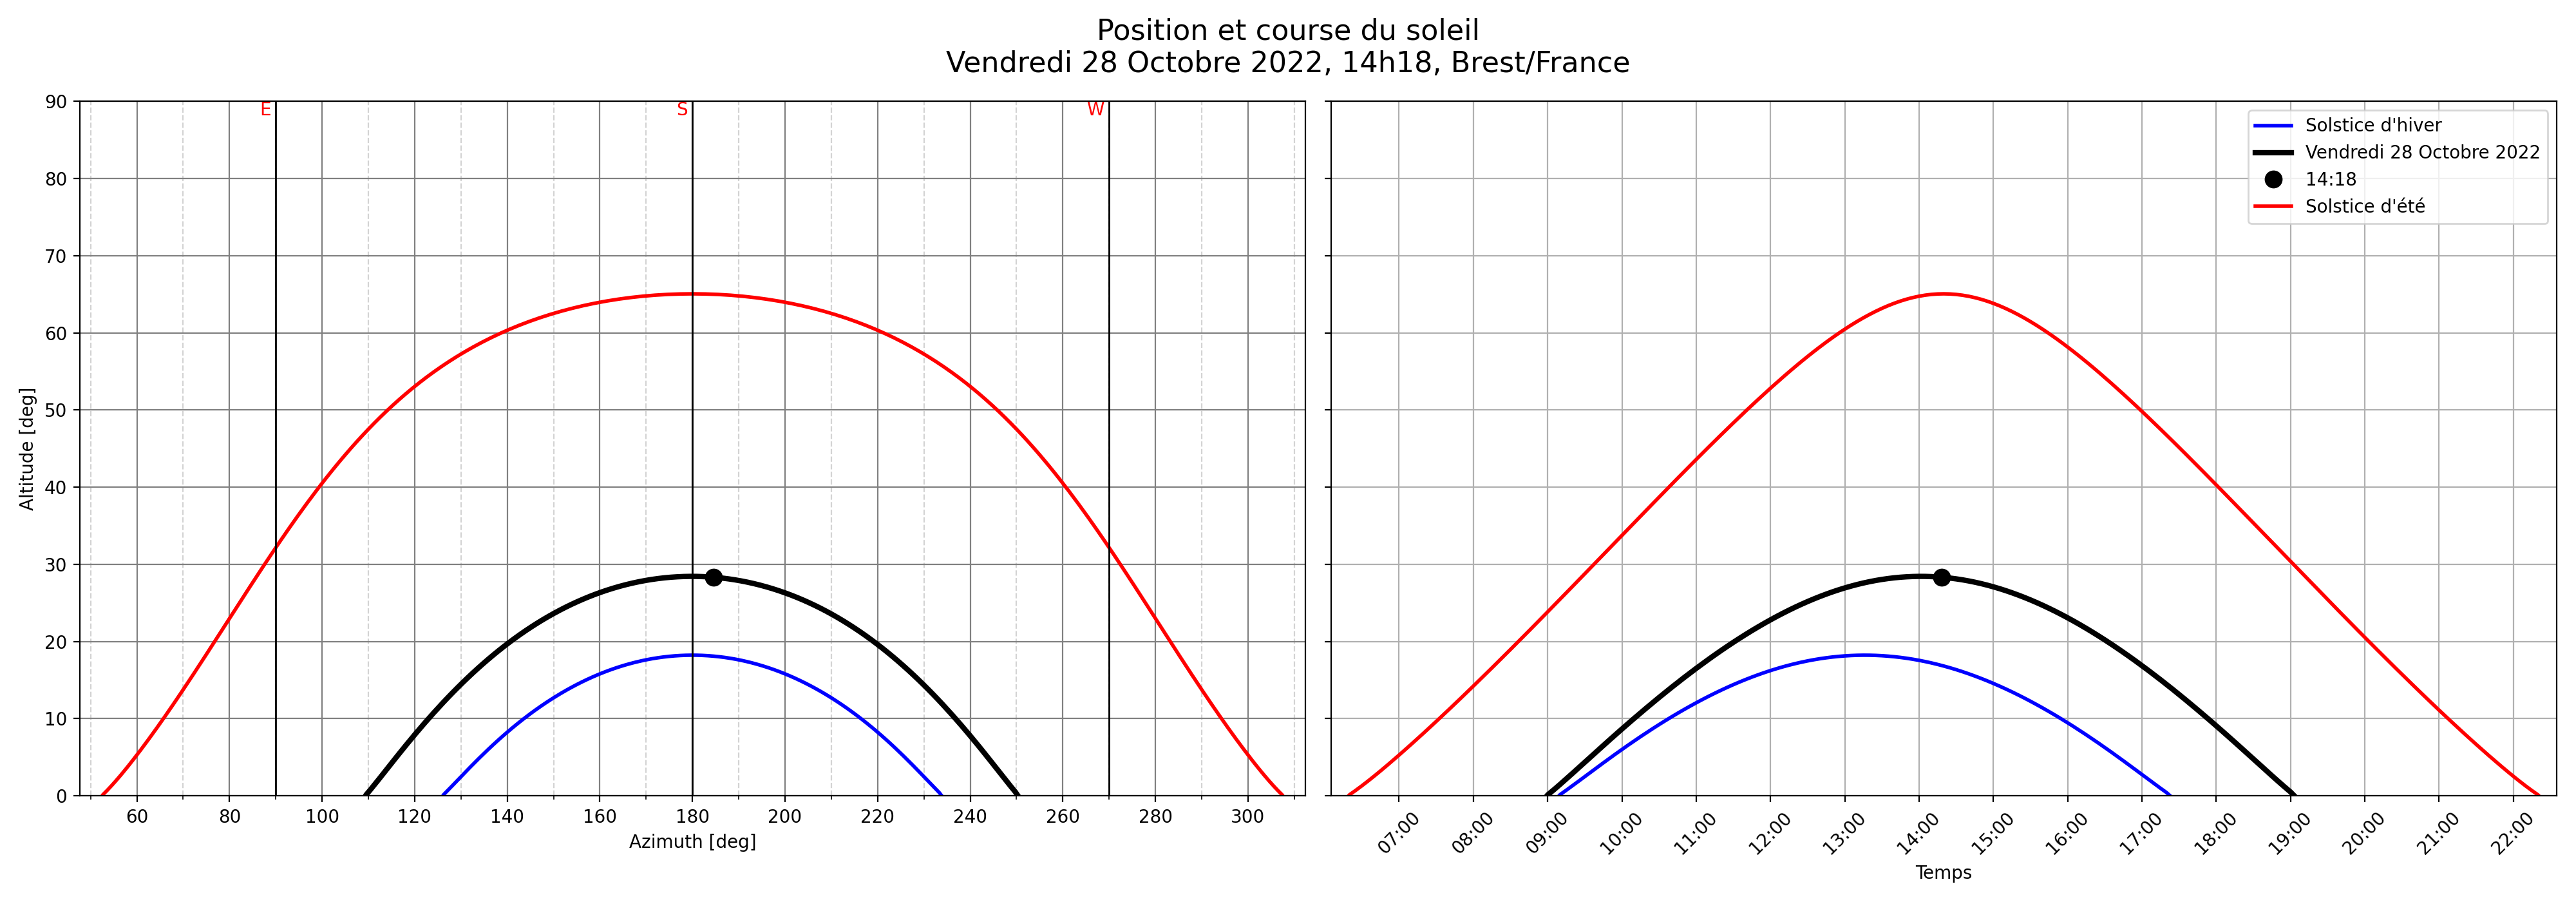 Position et course du soleil
Vendredi 28 Octobre 2022, 14h18, Brest/France
E
S
W
90
80
70
60
50
40
30
20
10
0
Altitude [deg]
60 80 100 120 140 160 180 200 220 240 260 280 300
Azimuth [deg]
Solstice d'hiver
Vendredi 28 Octobre 2022
14:18
Solstice d'été
07:00 08:00 09:00 10:00 11:00 12:00 13:00 14:00 15:00 16:00 17:00 18:00 19:00 20:00 21:00 22:00
Temps